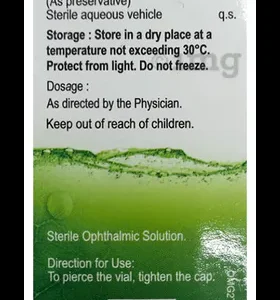 (As preservative)
Sterile aqueous vehicle q.s.
Storage : Store in a dry place at a
temperature not exceeding 30°C.
Protect from light. Do not freeze.
Dosage :
As directed by the Physician.
Keep out of reach of children.
Sterile Ophthalmic Solution.
Direction for Use:
To pierce the vial, tighten the cap.